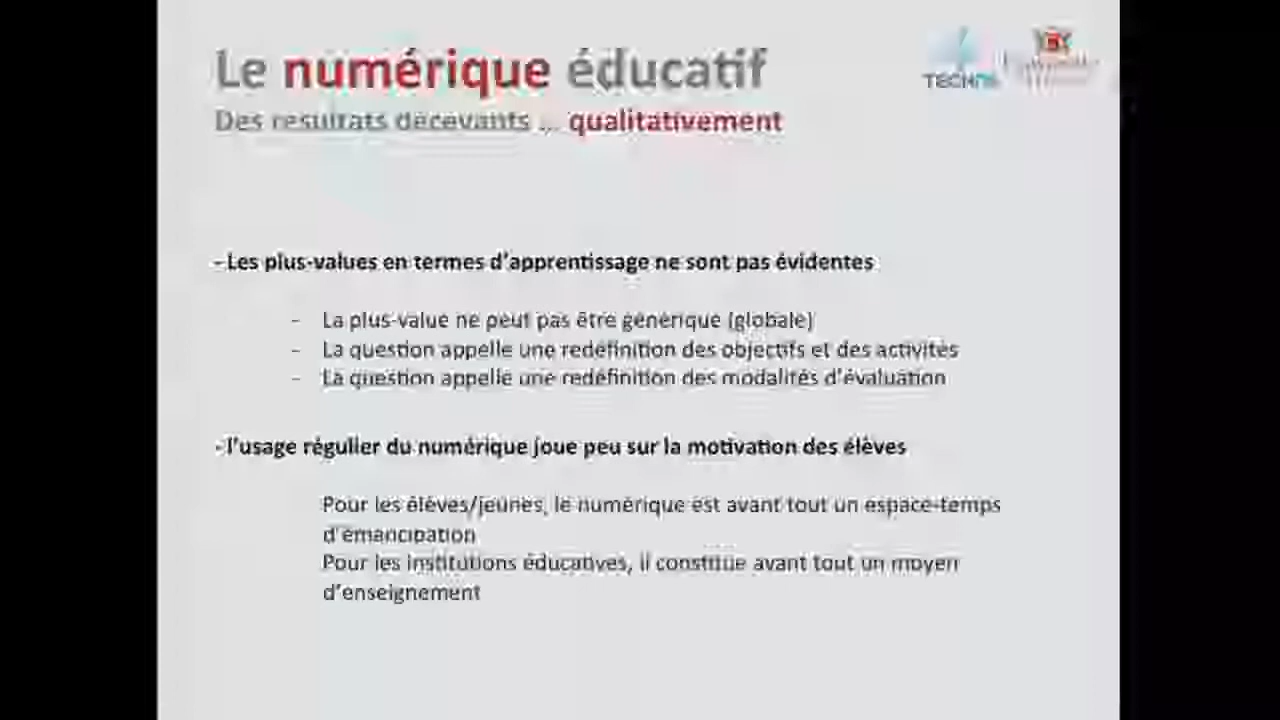 Le numérique éducatif
TECHNE
Des resultats decevants ... qualitativement
- Les plus-values en termes d'apprentissage ne sont pas évidentes
- La plus-value ne peut pas être générique (globale)
- La question appelle une redéfinition des objectifs et des activités
- La question appelle une redéfinition des modalités d'évaluation
- l'usage régulier du numérique joue peu sur la motivation des élèves
Pour les élèves/jeunes, le numérique est avant tout un espace-temps
d'émancipation
Pour les institutions éducatives, il constitue avant tout un moyen
d'enseignement